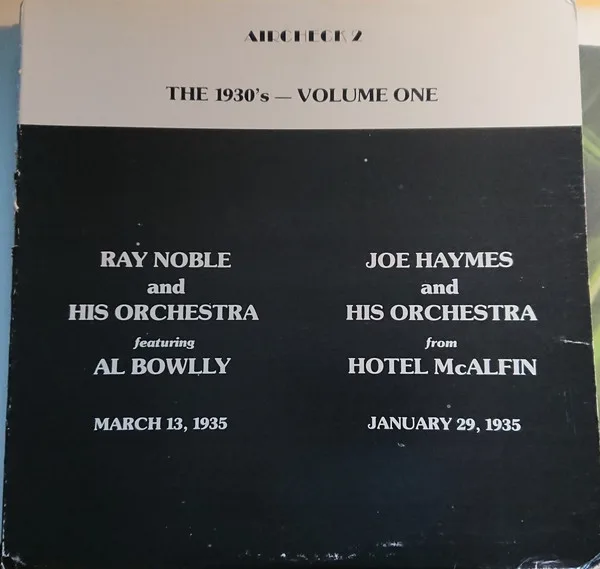 AIRCHECK 2
THE 1930's — VOLUME ONE
RAY NOBLE
and
HIS ORCHESTRA
featuring
AL BOWLLY
MARCH 13, 1935
JOE HAYMES
and
HIS ORCHESTRA
from
HOTEL McALFIN
JANUARY 29, 1935